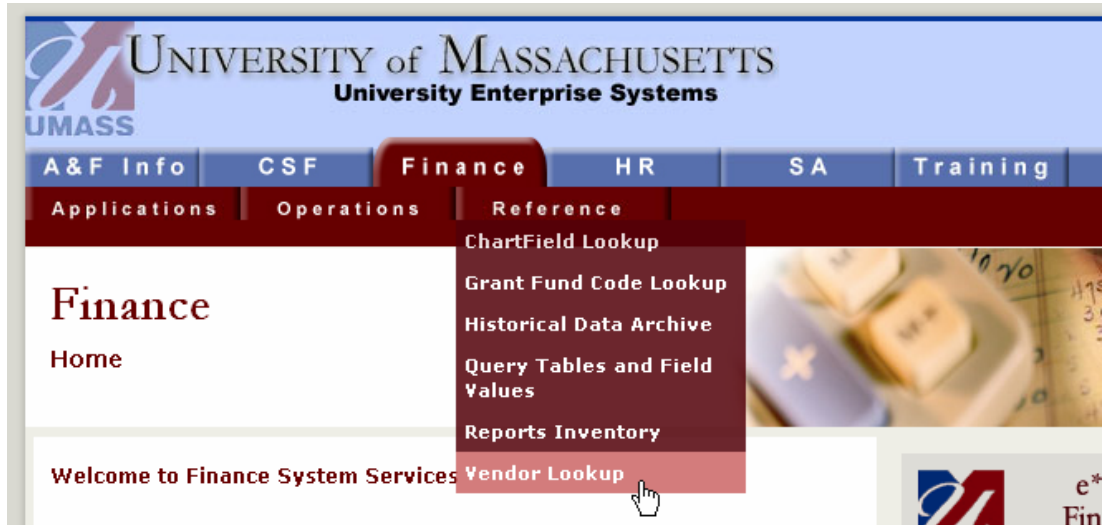 UNIVERSITY of MASSACHUSETTS
University Enterprise Systems
UMASS
A&F Info CSF Finance HR SA Training
Applications Operations Reference
ChartField Lookup
Grant Fund Code Lookup
Historical Data Archive
Query Tables and Field
Values
Reports Inventory
Vendor Lookup
Finance
Home
Welcome to Finance System Services
e*
Fin